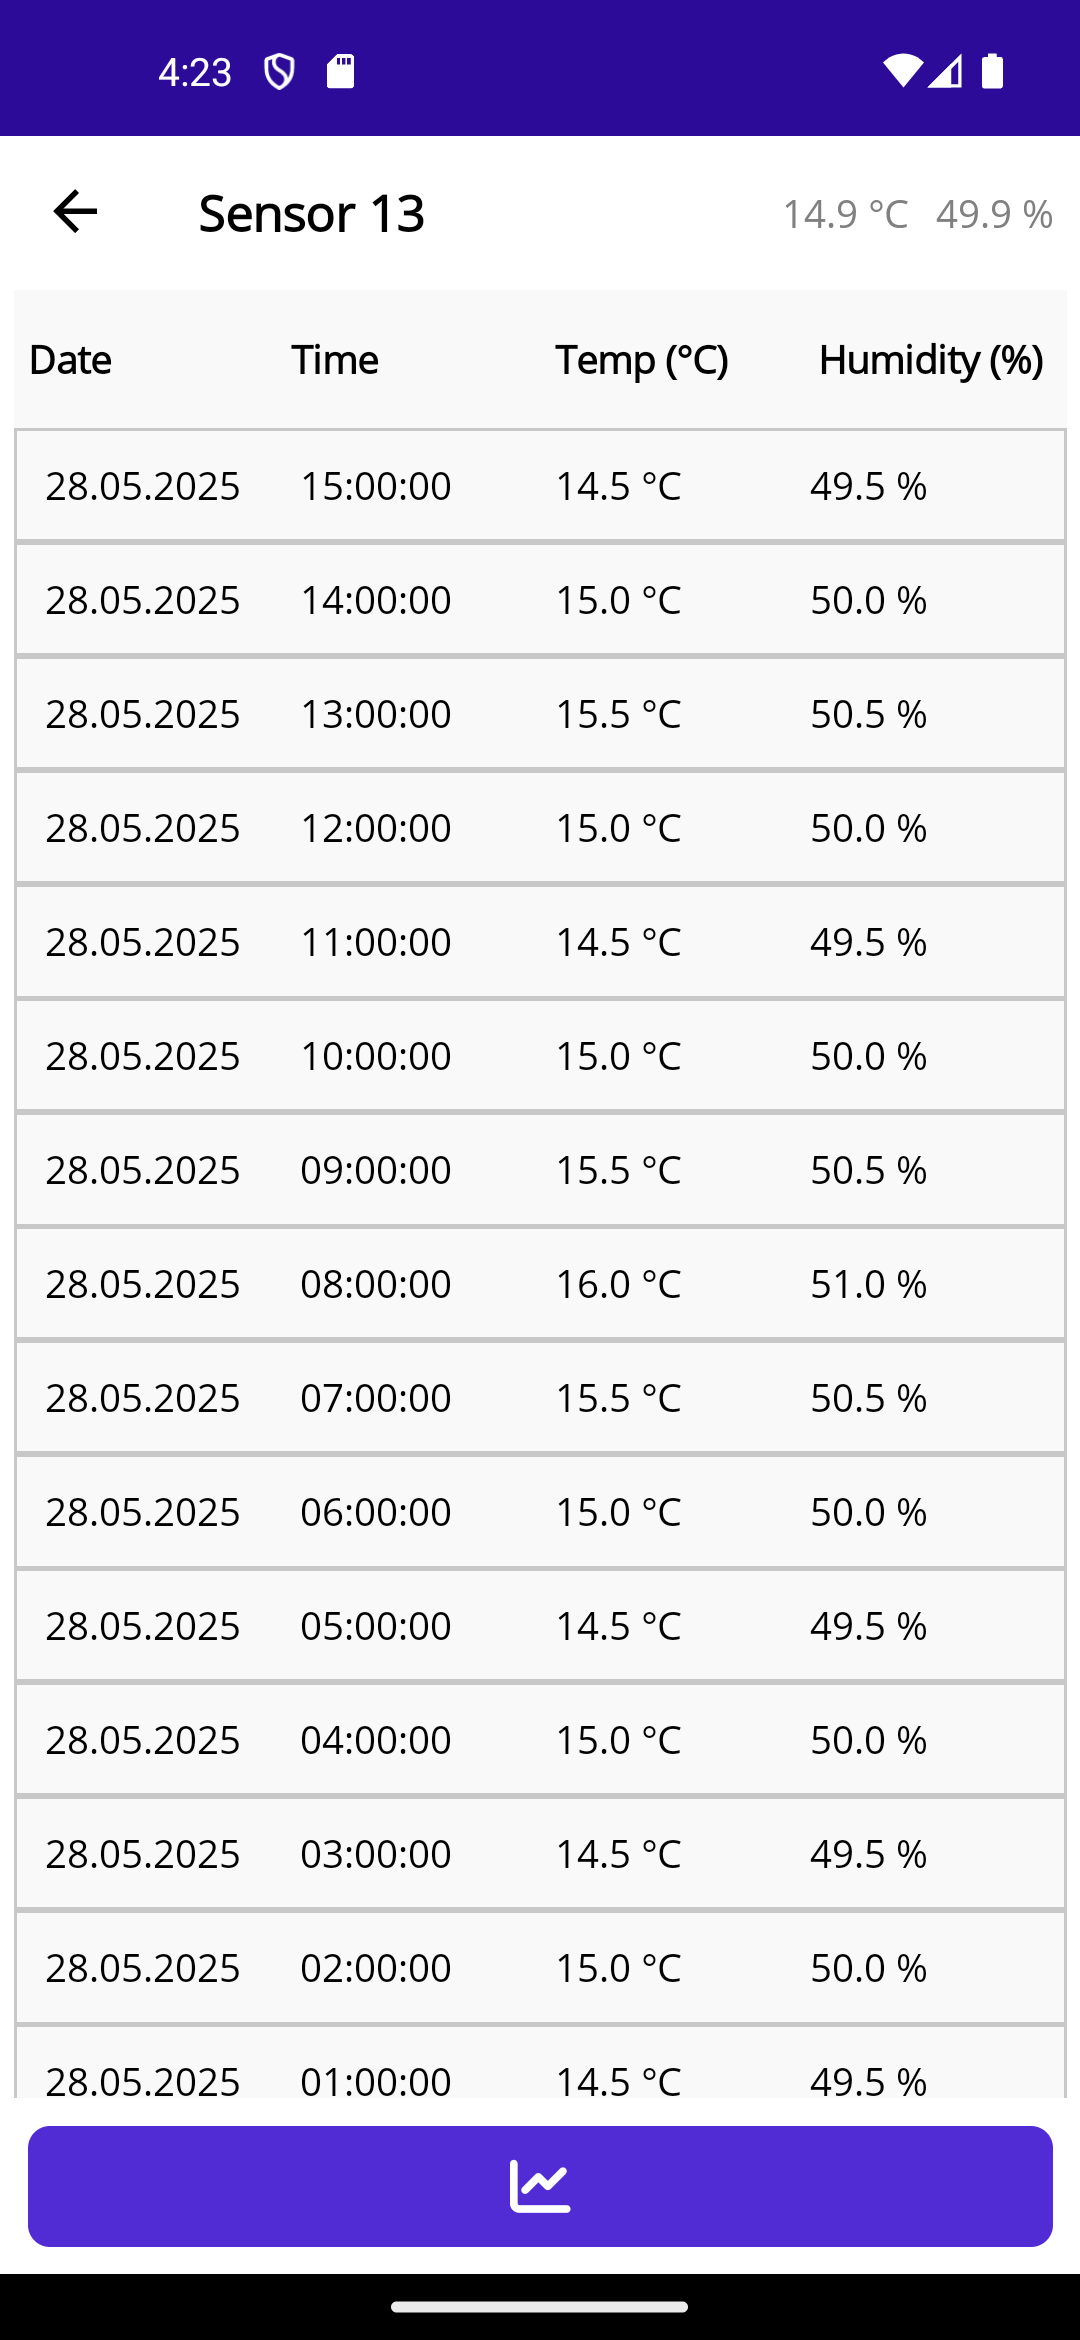 4:23
Sensor 13 14.9 °C 49.9 %
Date Time Temp (°C) Humidity (%)
28.05.2025 15:00:00 14.5 °C 49.5 %
28.05.2025 14:00:00 15.0 °C 50.0 %
28.05.2025 13:00:00 15.5 °C 50.5 %
28.05.2025 12:00:00 15.0 °C 50.0 %
28.05.2025 11:00:00 14.5 °C 49.5 %
28.05.2025 10:00:00 15.0 °C 50.0 %
28.05.2025 09:00:00 15.5 °C 50.5 %
28.05.2025 08:00:00 16.0 °C 51.0 %
28.05.2025 07:00:00 15.5 °C 50.5 %
28.05.2025 06:00:00 15.0 °C 50.0 %
28.05.2025 05:00:00 14.5 °C 49.5 %
28.05.2025 04:00:00 15.0 °C 50.0 %
28.05.2025 03:00:00 14.5 °C 49.5 %
28.05.2025 02:00:00 15.0 °C 50.0 %
28.05.2025 01:00:00 14.5 °C 49.5 %